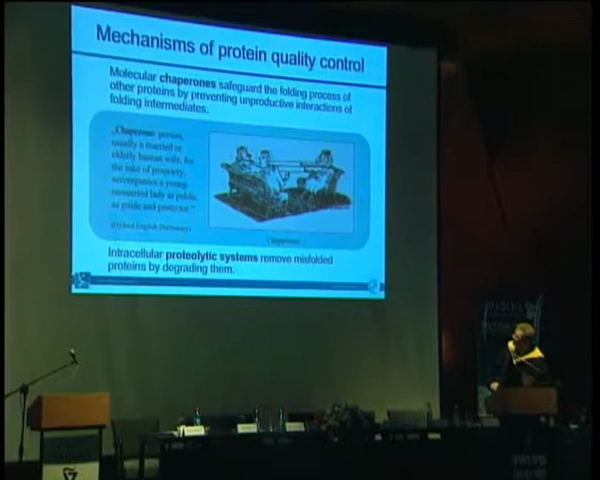 Mechanisms of protein quality control
Molecular chaperones safeguard the folding process of
other proteins by preventing unproductive interactions of
folding intermediates.
„Chaperone: person,
usually a married or
elderly
for
the sake of propriety,
accompanies a young
unmarried lady in public
as guide and protector“
(Oxford English Dictionary)
Chaperones
Intracellular proteolytic systems remove misfolded
proteins by degrading them.